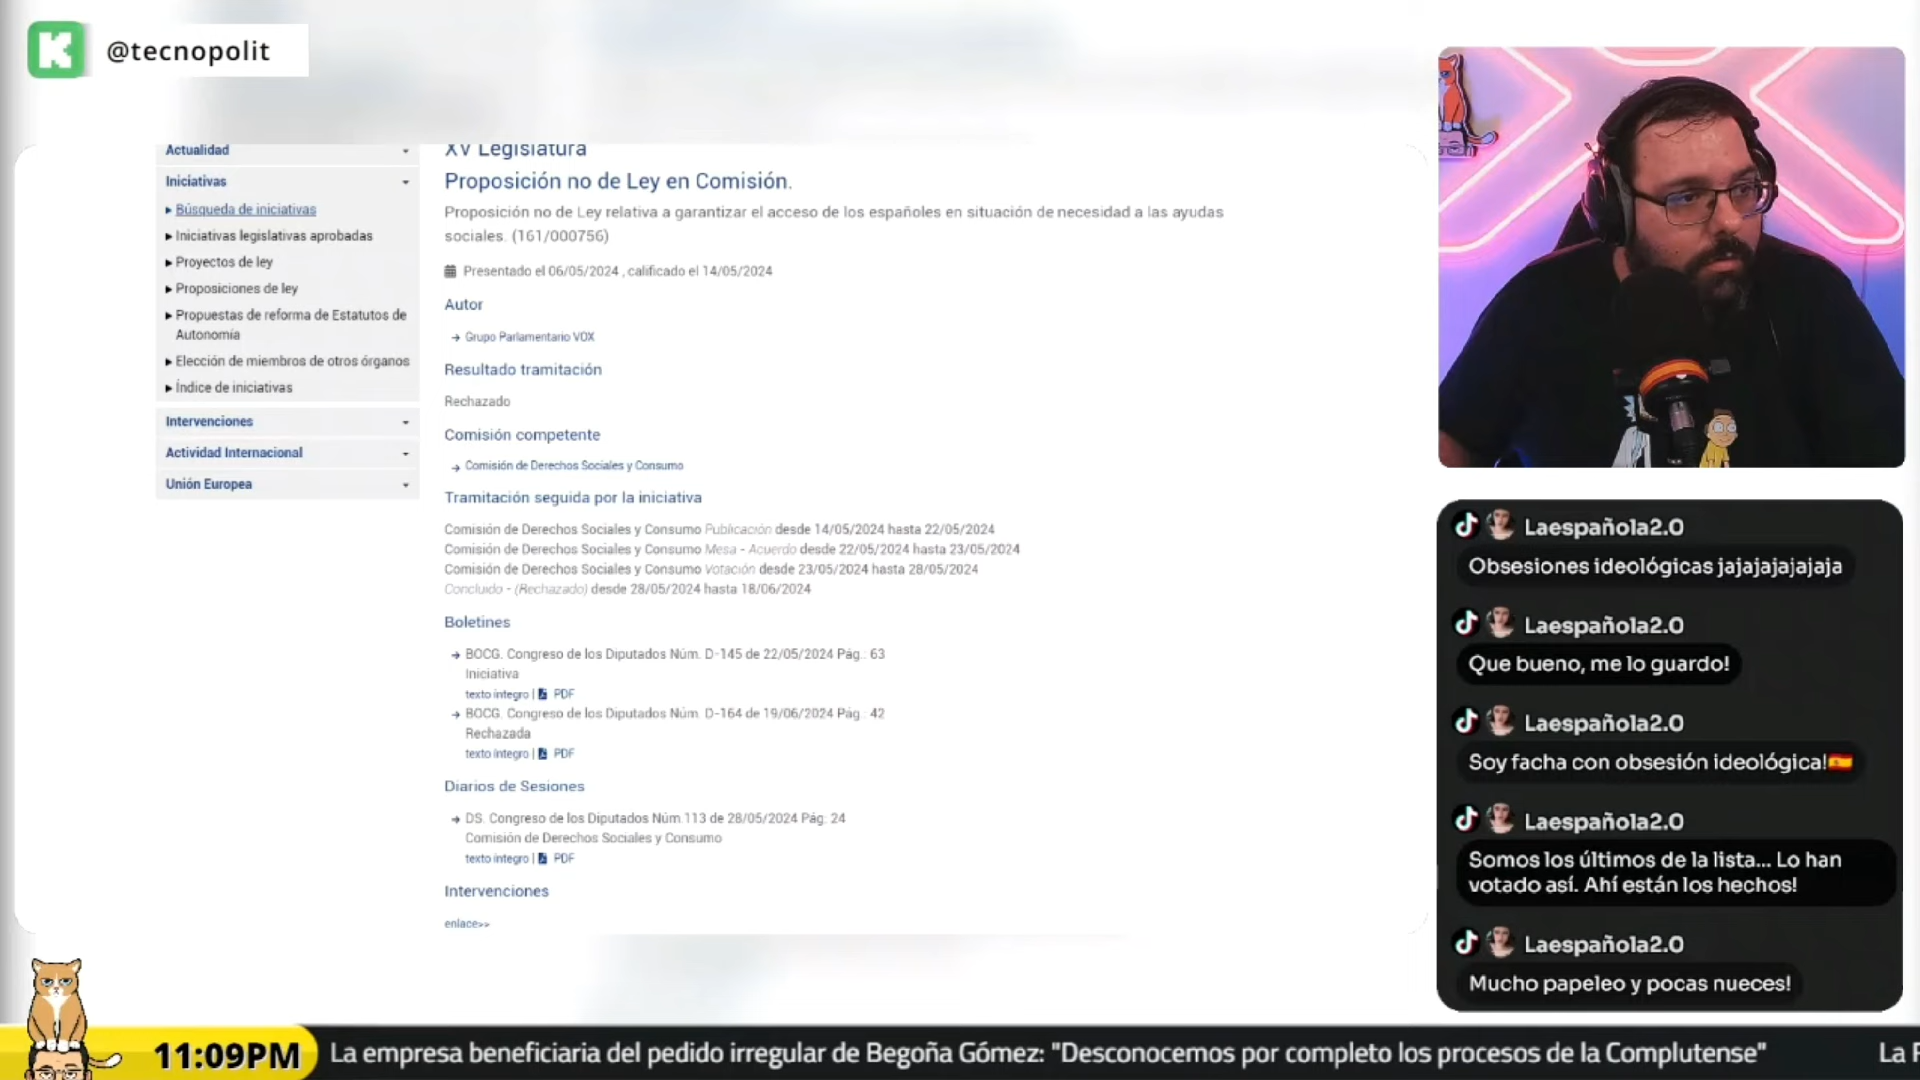 K @tecnopolit
Actualidad
Iniciativas
Búsqueda de iniciativas
Iniciativas legislativas aprobadas
Proyectos de ley
Proposiciones de ley
Propuestas de reforma de Estatutos de
Autonomía
Elección de miembros de otros órganos
Índice de iniciativas
Intervenciones
Actividad Internacional
Unión Europea
XV Legislatura
Proposición no de Ley en Comisión.
Proposición no de Ley relativa a garantizar el acceso de los españoles en situación de necesidad a las ayudas
sociales. (161/000756)
Presentado el 06/05/2024 , calificado el 14/05/2024
Autor
Grupo Parlamentario VOX
Resultado tramitación
Rechazado
Comisión competente
Comisión de Derechos Sociales y Consumo
Tramitación seguida por la iniciativa
Comisión de Derechos Sociales y Consumo Publicación desde 14/05/2024 hasta 22/05/2024
Comisión de Derechos Sociales y Consumo Mesa - Acuerdo desde 22/05/2024 hasta 23/05/2024
Comisión de Derechos Sociales y Consumo Votación desde 23/05/2024 hasta 28/05/2024
Concluido - (Rechazado) desde 28/05/2024 hasta 18/06/2024
Boletines
BOCG. Congreso de los Diputados Núm. D-145 de 22/05/2024 Pág.: 63
Iniciativa
texto íntegro | PDF
BOCG. Congreso de los Diputados Núm. D-164 de 19/06/2024 Pág.: 42
Rechazada
texto íntegro | PDF
Diarios de Sesiones
DS. Congreso de los Diputados Núm.113 de 28/05/2024 Pág: 24
Comisión de Derechos Sociales y Consumo
texto íntegro | PDF
Intervenciones
enlace>>
Laespañola2.0
Obsesiones ideológicas jajajajajajaja
Laespañola2.0
Que bueno, me lo guardo!
Laespañola2.0
Soy facha con obsesión ideológica!🇪🇸
Laespañola2.0
Somos los últimos de la lista... Lo han
votado así. Ahí están los hechos!
Laespañola2.0
Mucho papeleo y pocas nueces!
11:09PM La empresa beneficiaria del pedido irregular de Begoña Gómez: "Desconocemos por completo los procesos de la Complutense" La